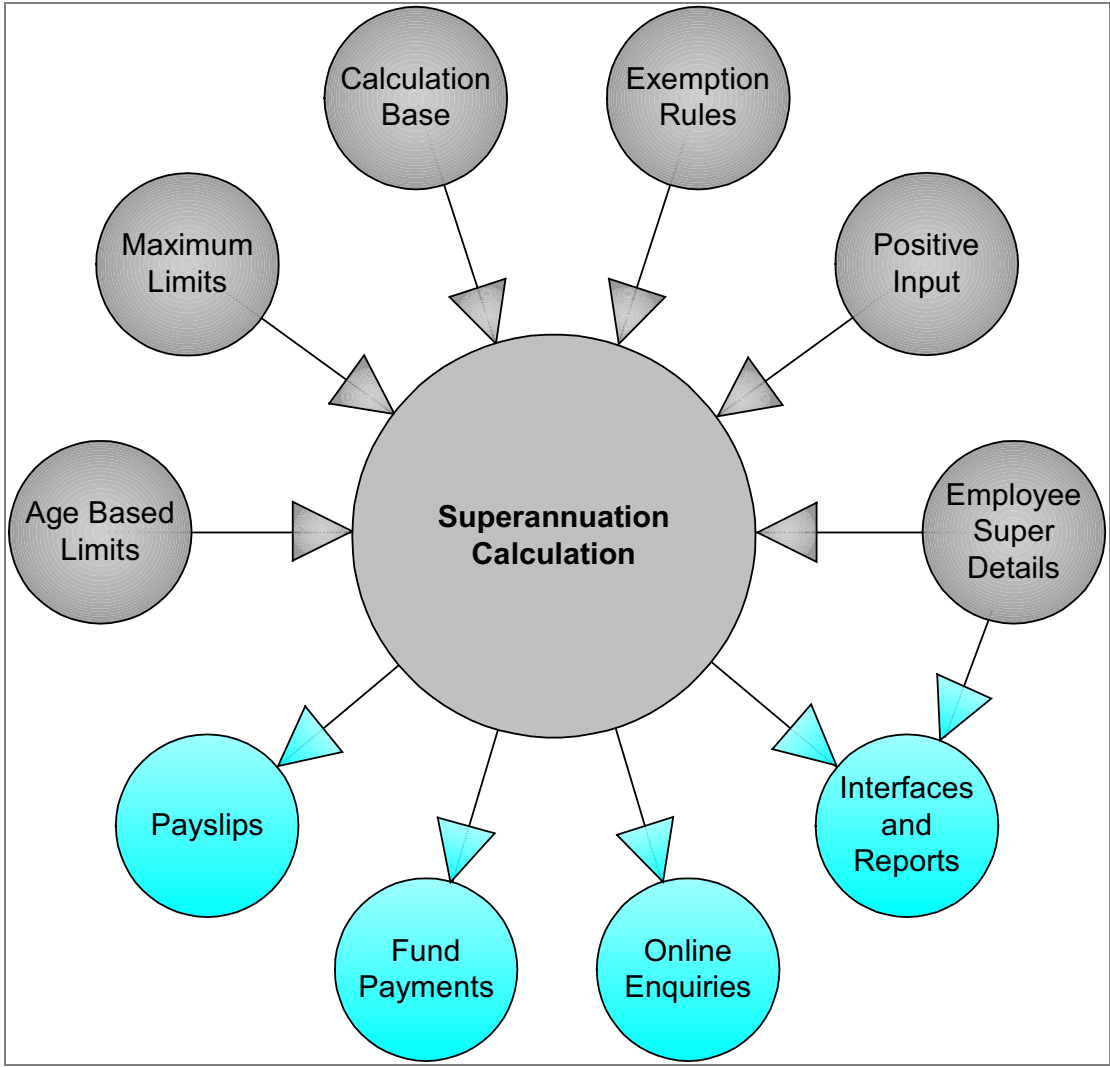 Calculation
Base
Exemption
Rules
Maximum
Limits
Positive
Input
Age Based
Limits
Superannuation
Calculation
Employee
Super
Details
Payslips
Interfaces
and
Reports
Fund
Payments
Online
Enquiries